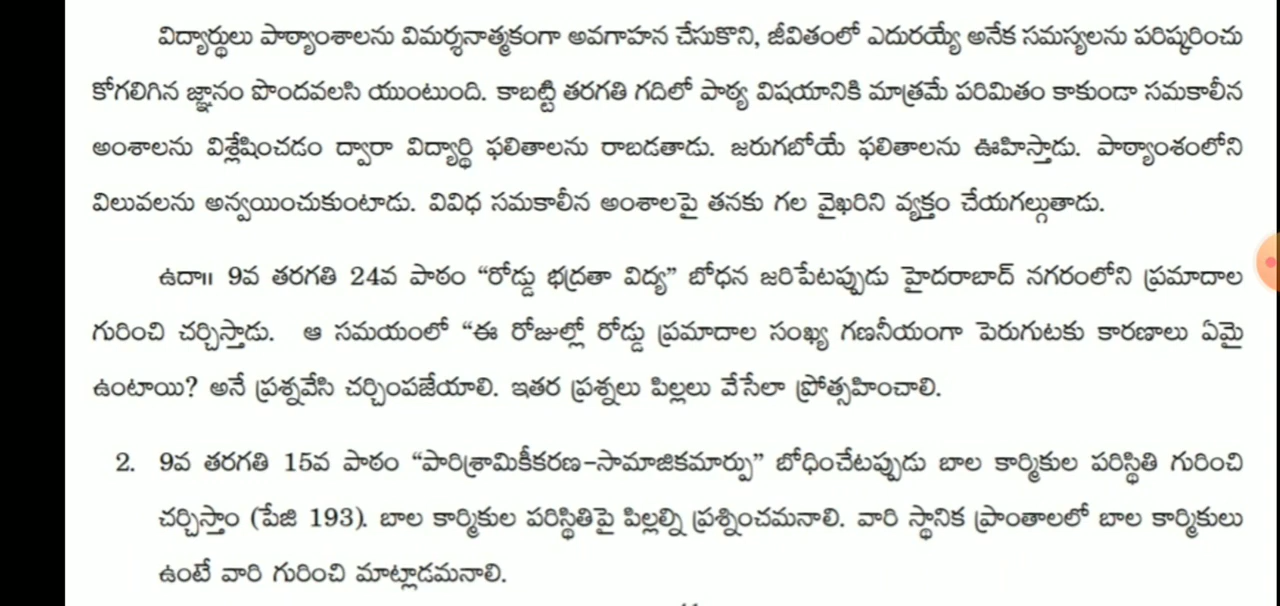 విద్యార్థులు పాఠ్యాంశాలను విమర్శనాత్మకంగా అవగాహన చేసుకొని, జీవితంలో ఎదురయ్యే అనేక సమస్యలను పరిష్కరించు
కోగలిగిన జ్ఞానం పొందవలసి యుంటుంది. కాబట్టి తరగతి గదిలో పాఠ్య విషయానికి మాత్రమే పరిమితం కాకుండా సమకాలీన
అంశాలను విశ్లేషించడం ద్వారా విద్యార్థి ఫలితాలను రాబడతాడు. జరుగబోయే ఫలితాలను ఊహిస్తాడు. పాఠ్యాంశంలోని
విలువలను అన్వయించుకుంటాడు. వివిధ సమకాలీన అంశాలపై తనకు గల వైఖరిని వ్యక్తం చేయగల్గుతాడు.
ఉదా॥ 9వ తరగతి 24వ పాఠం “రోడ్డు భద్రతా విద్య” బోధన జరిపేటప్పుడు హైదరాబాద్ నగరంలోని ప్రమాదాల
గురించి చర్చిస్తాడు. ఆ సమయంలో “ఈ రోజుల్లో రోడ్డు ప్రమాదాల సంఖ్య గణనీయంగా పెరుగుటకు కారణాలు ఏమై
ఉంటాయి? అనే ప్రశ్నవేసి చర్చింపజేయాలి. ఇతర ప్రశ్నలు పిల్లలు వేసేలా ప్రోత్సహించాలి.
2. 9వ తరగతి 15వ పాఠం “పారిశ్రామికీకరణ-సామాజికమార్పు” బోధించేటప్పుడు బాల కార్మికుల పరిస్థితి గురించి
చర్చిస్తాం (పేజి 193). బాల కార్మికుల పరిస్థితిపై పిల్లల్ని ప్రశ్నించమనాలి. వారి స్థానిక ప్రాంతాలలో బాల కార్మికులు
ఉంటే వారి గురించి మాట్లాడమనాలి.